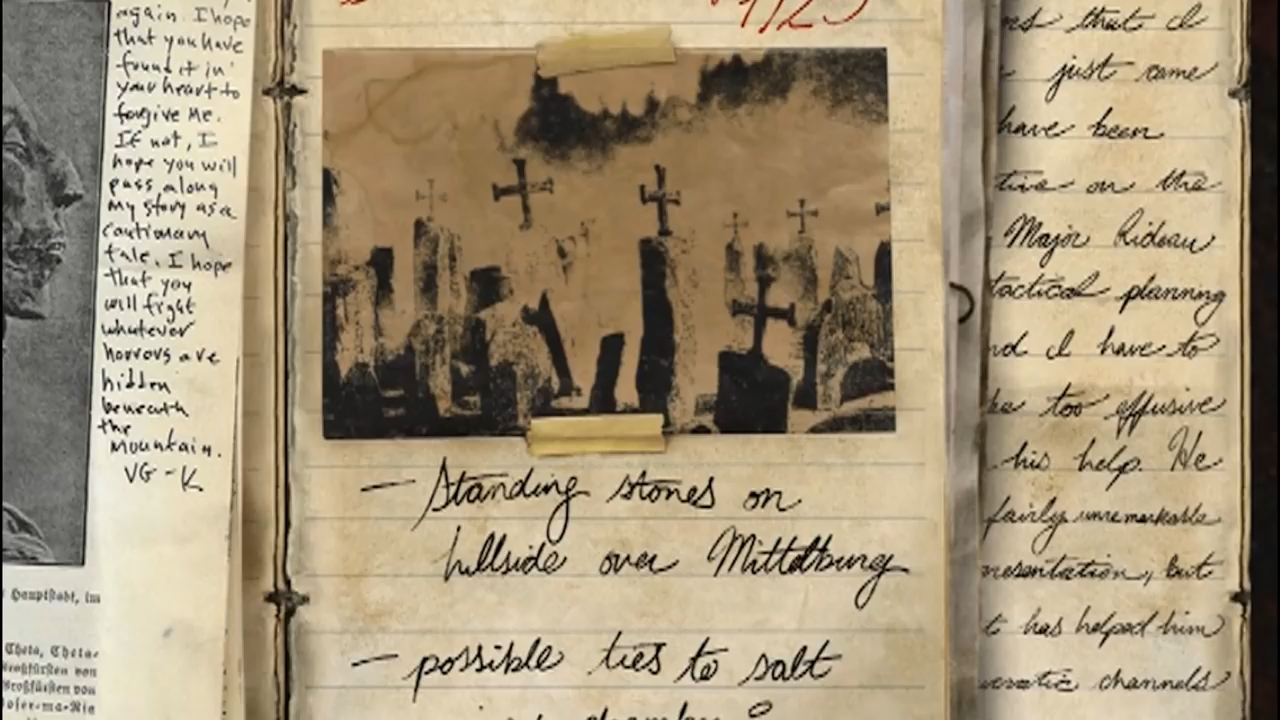 again. I hope
that you have
found it in
your heart to
forgive me.
If not, I
hope you will
pass along
my story as a
cautionary
tale. I hope
that you
will fight
whatever
horrors are
hidden
beneath
the
mountain.
VG-K
Hauptstadt, im
Cheta, Cheta-
Großfürsten von
Großfürsten von
1/23
- Standing stones on
hillside over Mittelburg
- possible ties to salt
that I
just came
have been
on the
Major Rideau
tactical planning
I have to
too effusive
his help. He
fairly unremarkable
but
has helped him
channels